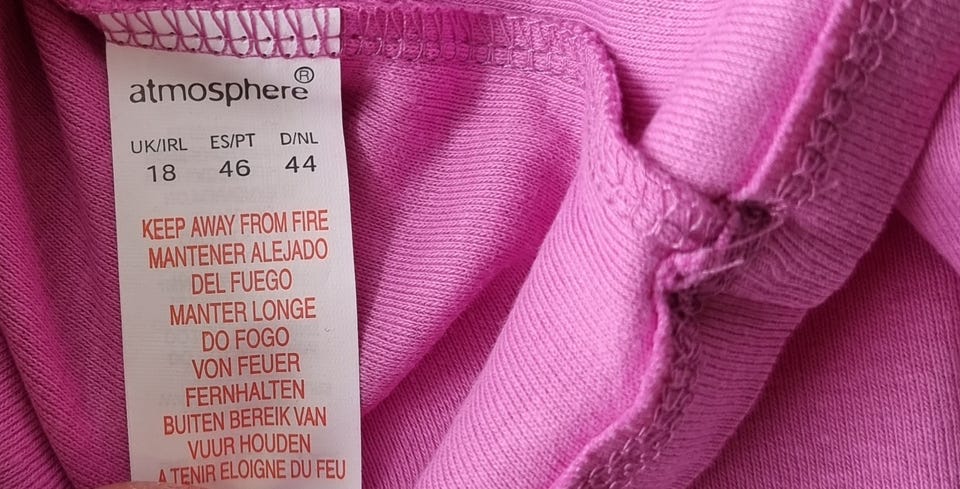 atmosphere®
UK/IRL ES/PT D/NL
18 46 44
KEEP AWAY FROM FIRE
MANTENER ALEJADO
DEL FUEGO
MANTER LONGE
DO FOGO
VON FEUER
FERNHALTEN
BUITEN BEREIK VAN
VUUR HOUDEN
A TENIR ELOIGNE DU FEU